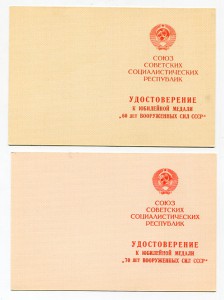 СОЮЗ
СОВЕТСКИХ
СОЦИАЛИСТИЧЕСКИХ
РЕСПУБЛИК
УДОСТОВЕРЕНИЕ
К ЮБИЛЕЙНОЙ МЕДАЛИ
„60 ЛЕТ ВООРУЖЕННЫХ СИЛ СССР"
СОЮЗ
СОВЕТСКИХ
СОЦИАЛИСТИЧЕСКИХ
РЕСПУБЛИК
УДОСТОВЕРЕНИЕ
К ЮБИЛЕЙНОЙ МЕДАЛИ
„70 ЛЕТ ВООРУЖЕННЫХ СИЛ СССР"